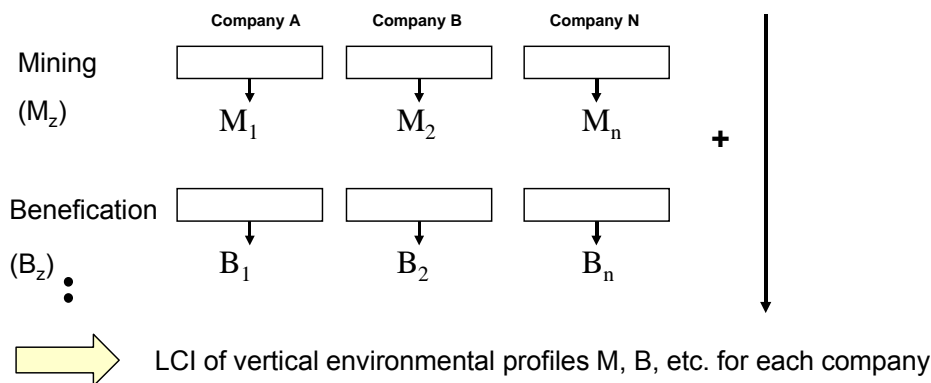 Company A Company B Company N
Mining
(Mz)
M1 M2 Mn
+
Benefication
(Bz)
B1 B2 Bn
LCI of vertical environmental profiles M, B, etc. for each company